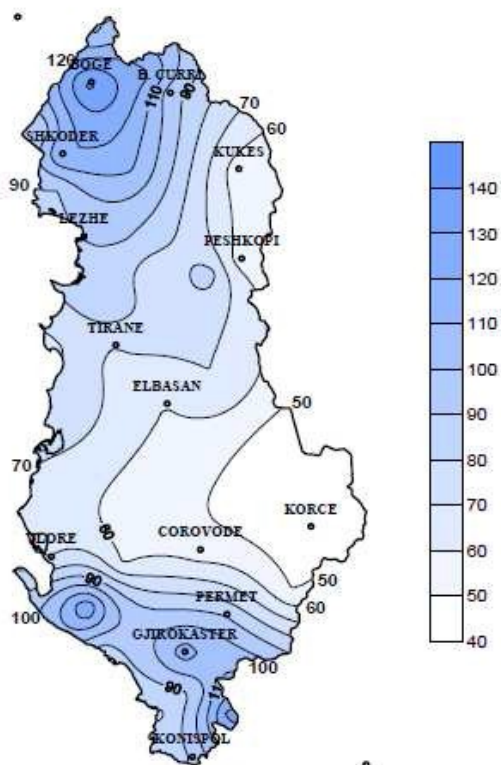 120
BOGE
B. CURRI
110
90
70
60
SHKODER
KUKES
90
LEZHE
PESHKOPI
TIRANE
ELBASAN
50
70
KORCE
COROVODE
VLORE
90
50
60
PERMET
100
GJIROKASTER
100
90
KONISPOL
140
130
120
110
100
90
80
70
60
50
40